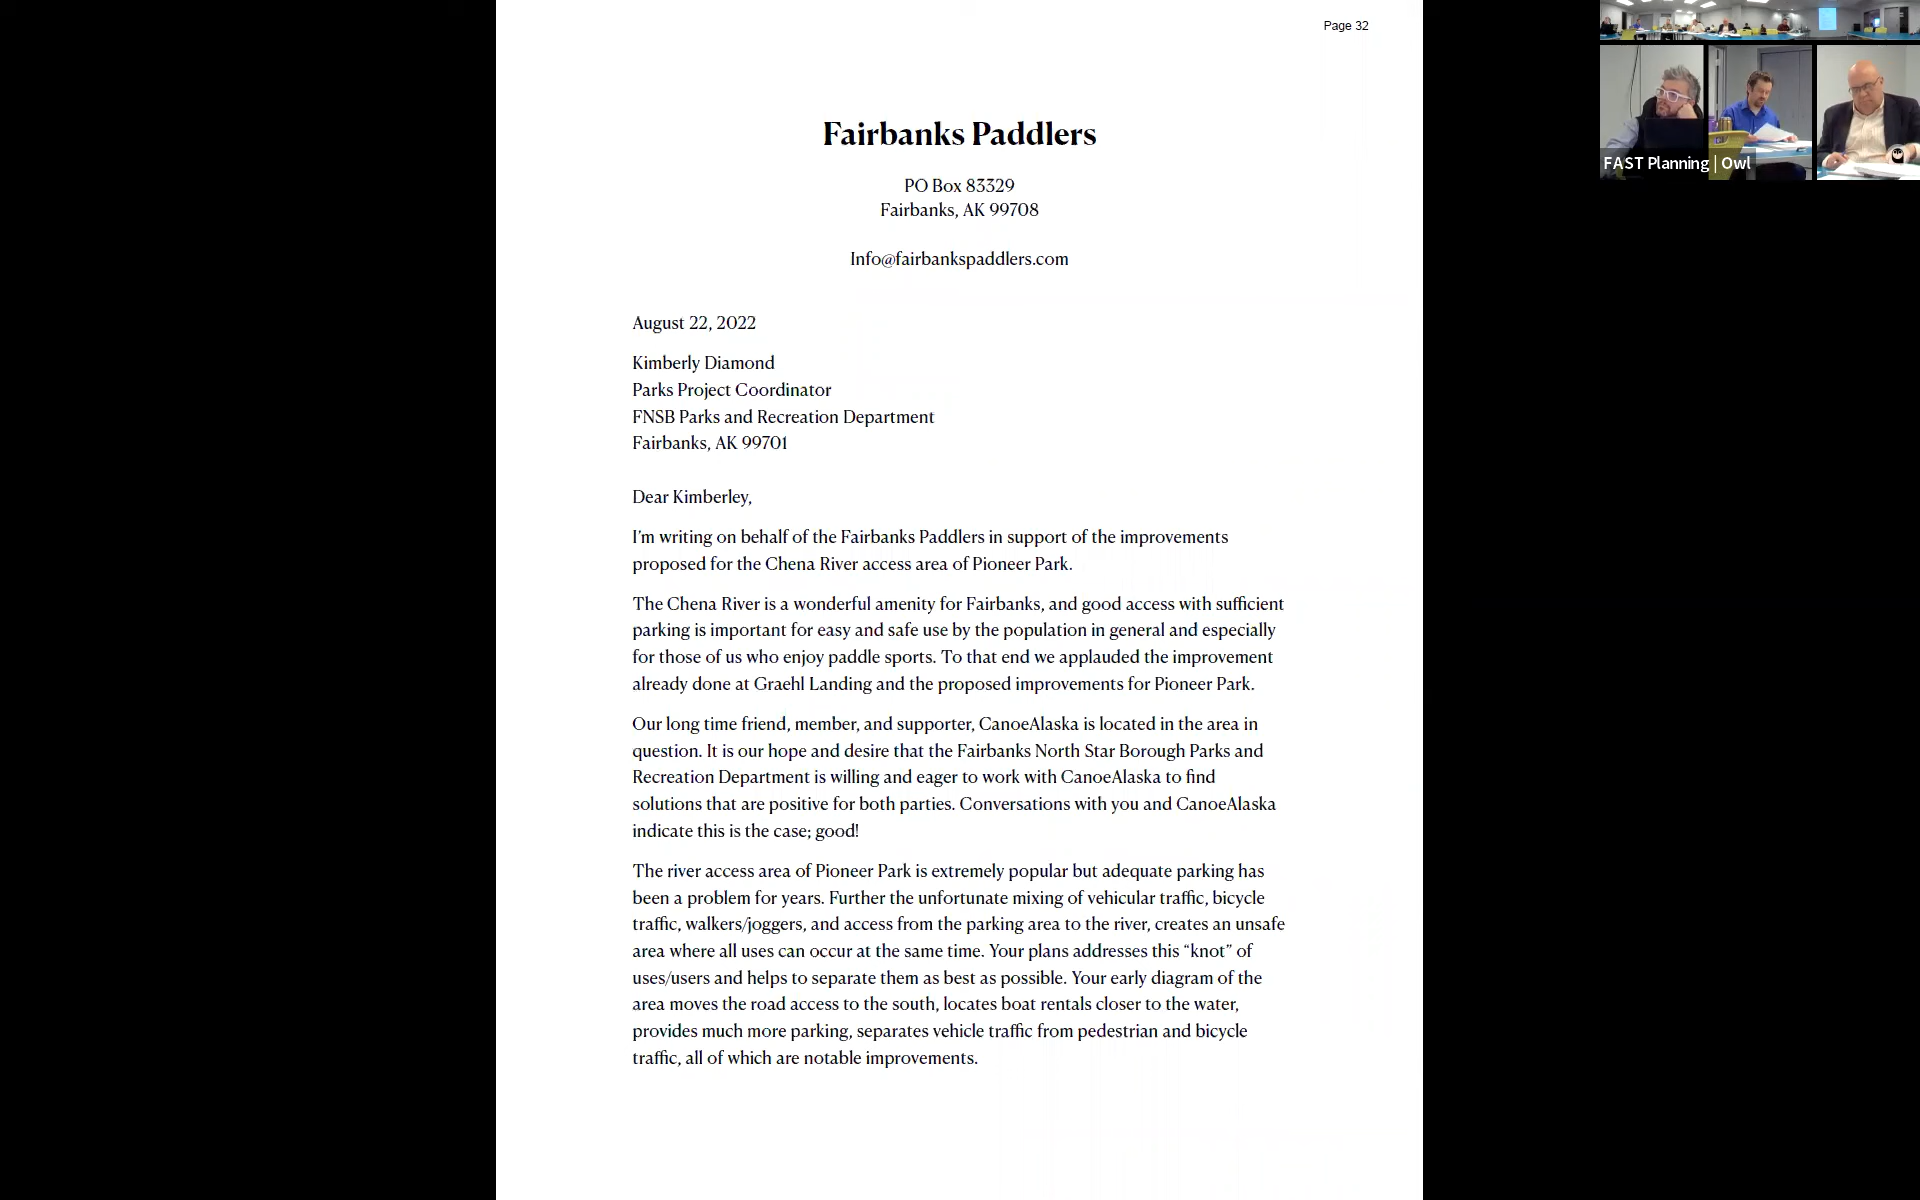 Page 32
Fairbanks Paddlers
PO Box 83329
Fairbanks, AK 99708
Info@fairbankspaddlers.com
August 22, 2022
Kimberly Diamond
Parks Project Coordinator
FNSB Parks and Recreation Department
Fairbanks, AK 99701
Dear Kimberley,
I'm writing on behalf of the Fairbanks Paddlers in support of the improvements
proposed for the Chena River access area of Pioneer Park.
The Chena River is a wonderful amenity for Fairbanks, and good access with sufficient
parking is important for easy and safe use by the population in general and especially
for those of us who enjoy paddle sports. To that end we applauded the improvement
already done at Graehl Landing and the proposed improvements for Pioneer Park.
Our long time friend, member, and supporter, CanoeAlaska is located in the area in
question. It is our hope and desire that the Fairbanks North Star Borough Parks and
Recreation Department is willing and eager to work with CanoeAlaska to find
solutions that are positive for both parties. Conversations with you and CanoeAlaska
indicate this is the case; good!
The river access area of Pioneer Park is extremely popular but adequate parking has
been a problem for years. Further the unfortunate mixing of vehicular traffic, bicycle
traffic, walkers/joggers, and access from the parking area to the river, creates an unsafe
area where all uses can occur at the same time. Your plans addresses this “knot” of
uses/users and helps to separate them as best as possible. Your early diagram of the
area moves the road access to the south, locates boat rentals closer to the water,
provides much more parking, separates vehicle traffic from pedestrian and bicycle
traffic, all of which are notable improvements.
FAST Planning | Owl